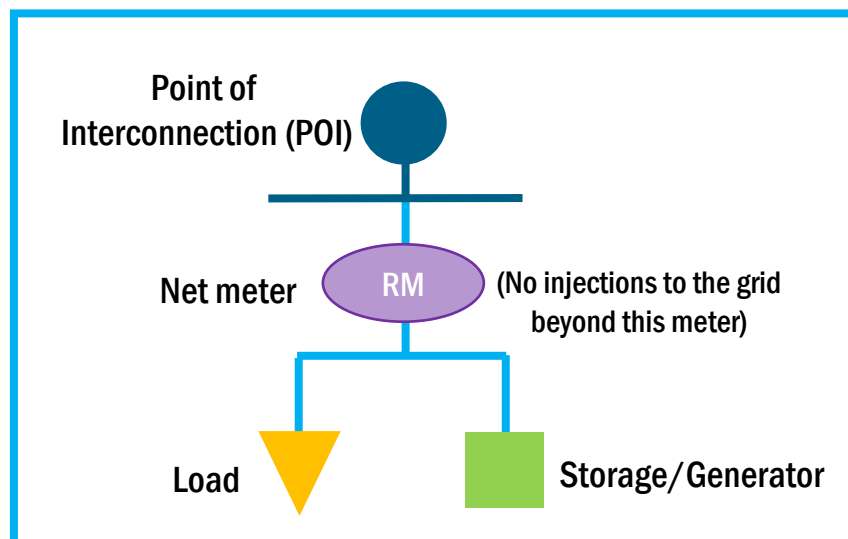 Point of
Interconnection (POI)
Net meter
RM
(No injections to the grid
beyond this meter)
Load
Storage/Generator